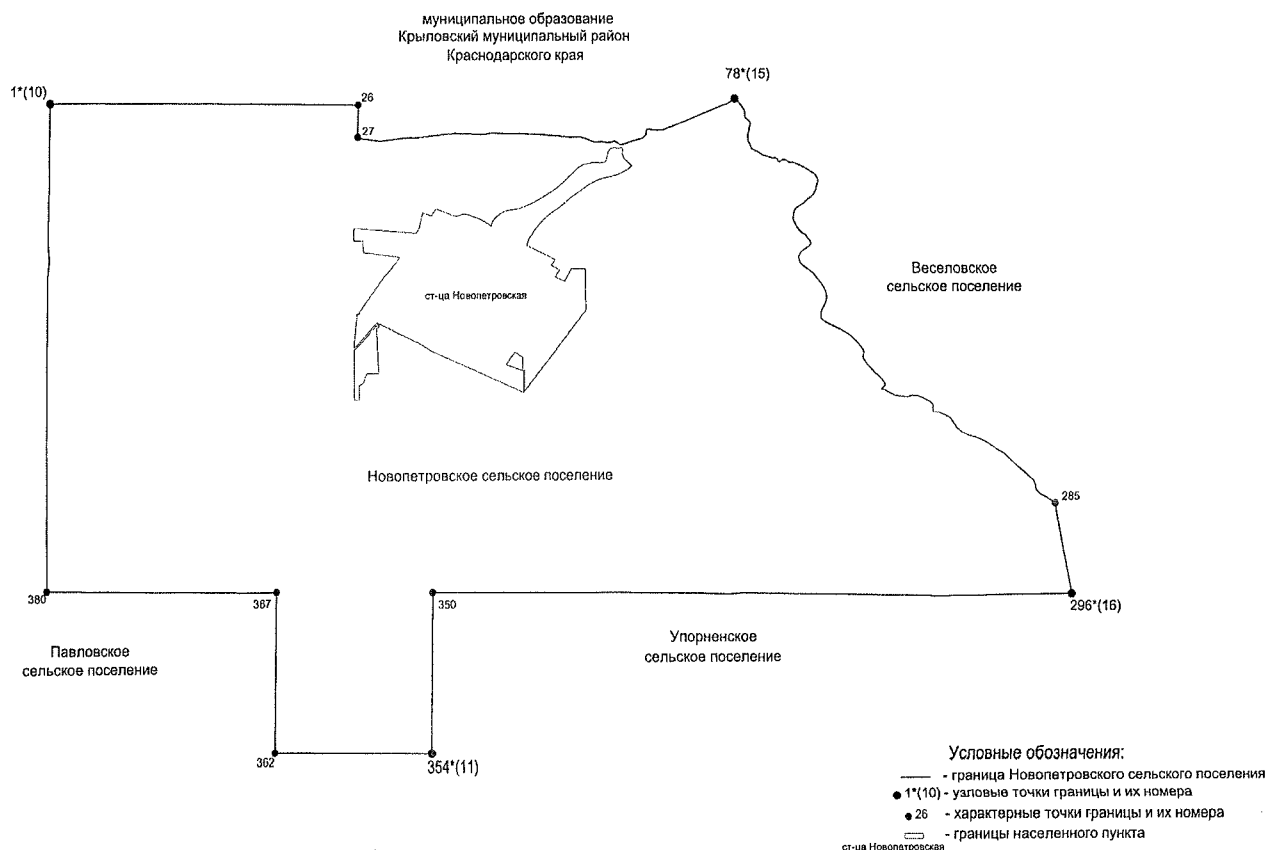 муниципальное образование
Крыловский муниципальный район
Краснодарского края
78*(15)
1*(10)
26
27
Веселовское
сельское поселение
ст-ца Новопетровская
Новопетровское сельское поселение
285
380
367
350
296*(16)
Павловское
сельское поселение
Упорненское
сельское поселение
362
354*(11)
Условные обозначения:
- граница Новопетровского сельского поселения
1*(10) - узловые точки границы и их номера
26 - характерные точки границы и их номера
- границы населенного пункта
ст-ца Новопетровская